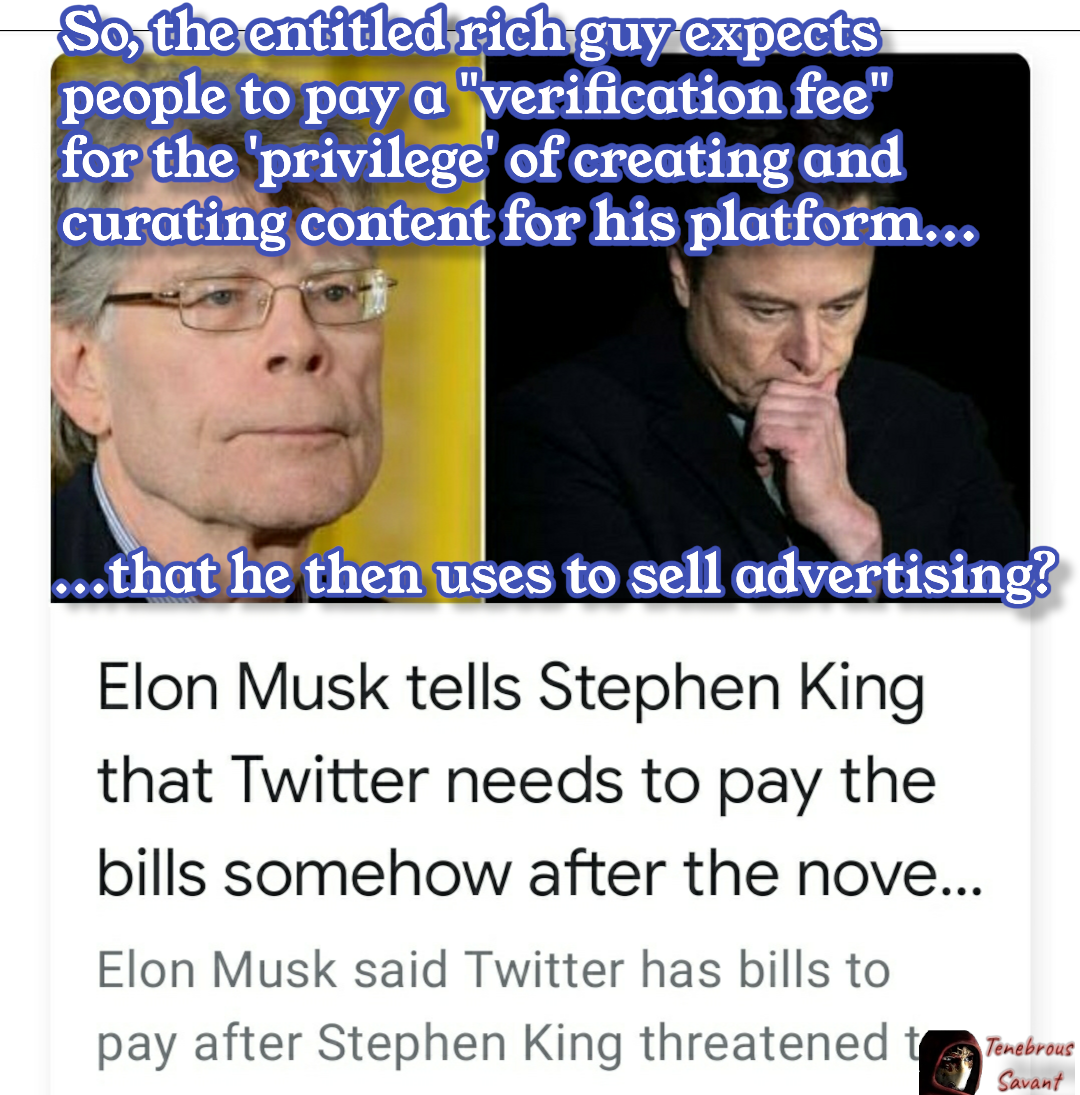 So, the entitled rich guy expects
people to pay a "verification fee"
for the 'privilege' of creating and
curating content for his platform...
...that he then uses to sell advertising?
Elon Musk tells Stephen King
that Twitter needs to pay the
bills somehow after the nove...
Elon Musk said Twitter has bills to
pay after Stephen King threatened t
Tenebrous
Savant